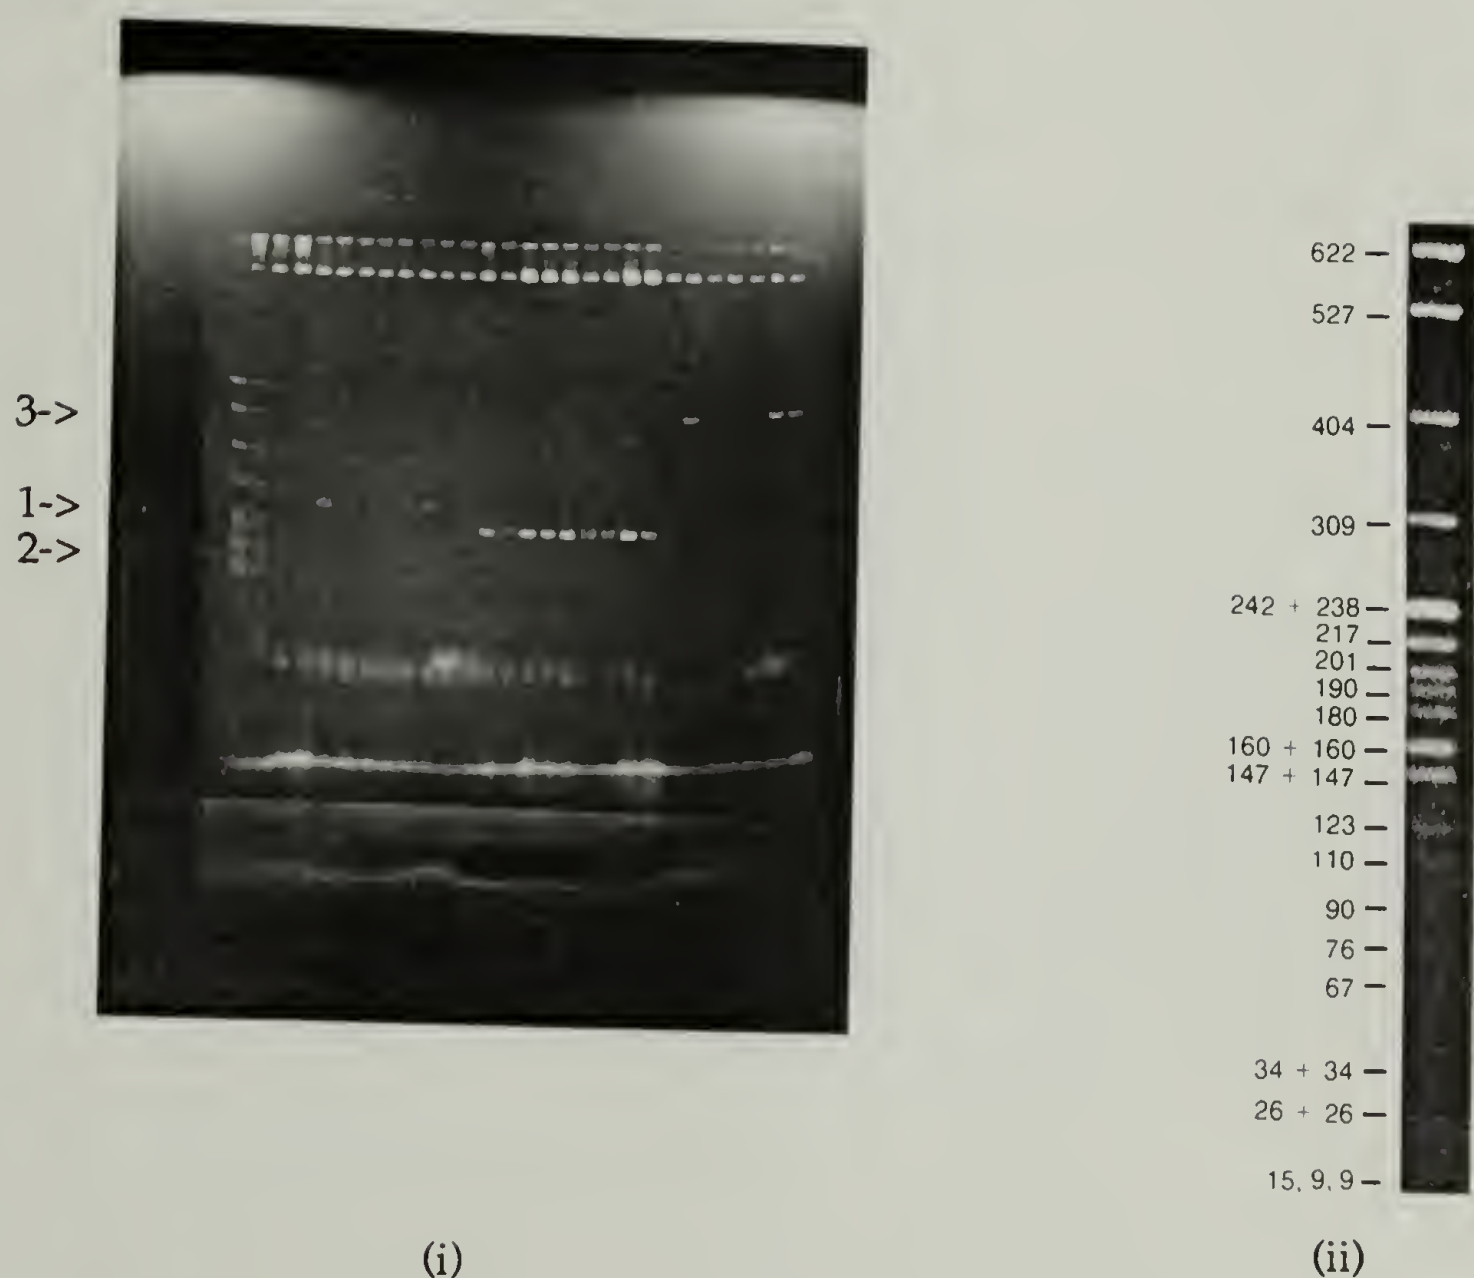 3->
1->
2->
(i)
622
527
404
309
242 + 238
217
201
190
180
160 + 160
147 + 147
123
110
90
76
67
34 + 34
26 + 26
15, 9, 9
(ii)